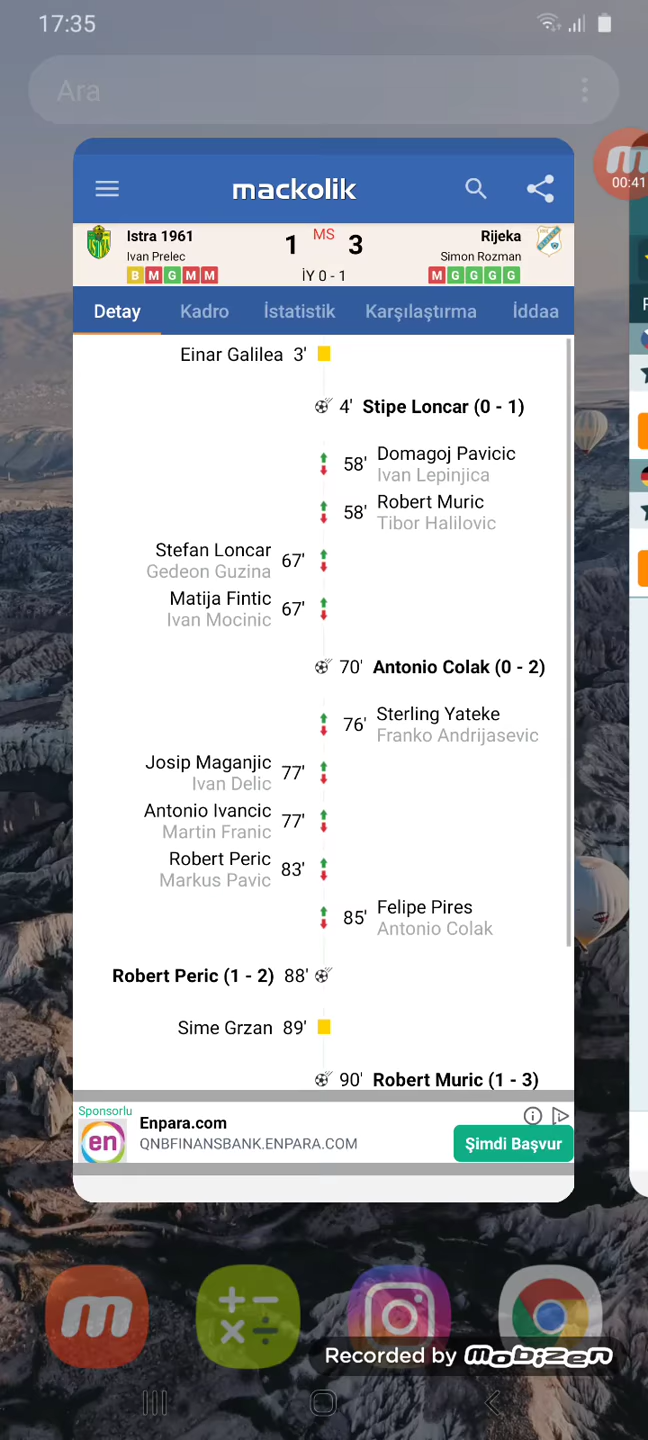 17:35
Ara
00:41
mackolik
Istra 1961
Ivan Prelec
B M G M M
1 MS 3
İY 0 - 1
Rijeka
Simon Rozman
M G G G G
Detay Kadro İstatistik Karşılaştırma İddaa
Einar Galilea 3'
4' Stipe Loncar (0 - 1)
58' Domagoj Pavicic
Ivan Lepinjica
58' Robert Muric
Tibor Halilovic
Stefan Loncar 67'
Gedeon Guzina
Matija Fintic 67'
Ivan Mocinic
70' Antonio Colak (0 - 2)
76' Sterling Yateke
Franko Andrijasevic
Josip Maganjic 77'
Ivan Delic
Antonio Ivancic 77'
Martin Franic
Robert Peric 83'
Markus Pavic
85' Felipe Pires
Antonio Colak
Robert Peric (1 - 2) 88'
Sime Grzan 89'
90' Robert Muric (1 - 3)
Sponsorlu
en
Enpara.com
QNBFINANSBANK.ENPARA.COM
Şimdi Başvur
Recorded by mobizen